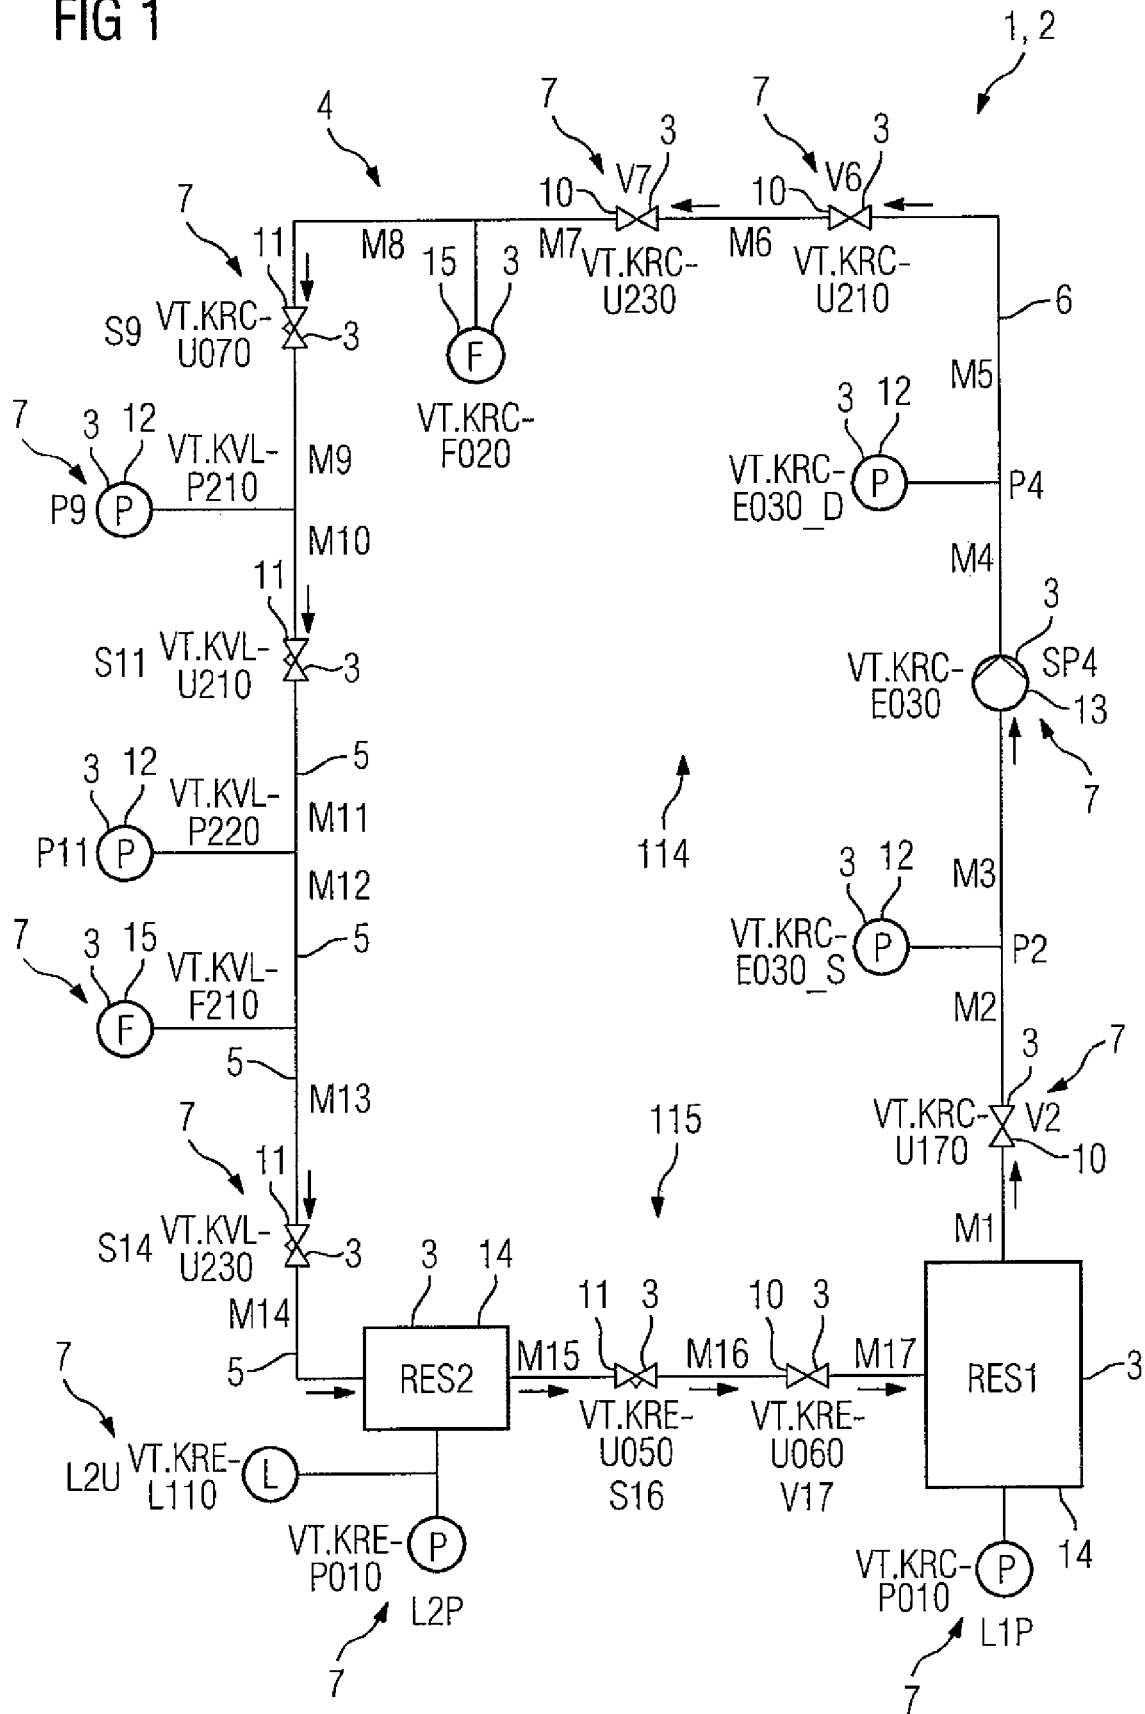 FIG 1
1, 2
4
7
7
7
3
3
10
V7
10
V6
11
M8
M7
M6
15
3
VT.KRC-
U230
VT.KRC-
U210
S9
VT.KRC-
U070
3
F
6
M5
7
3
12
VT.KVL-
P210
M9
VT.KRC-
F020
3
12
P9
P
VT.KRC-
E030_D
P
P4
M10
M4
11
3
S11
VT.KVL-
U210
3
VT.KRC-
E030
SP4
13
5
7
3
12
VT.KVL-
P220
M11
P11
P
114
M12
3
12
M3
7
3
15
5
VT.KVL-
F210
VT.KRC-
E030_S
P
P2
F
M2
5
M13
3
7
7
115
VT.KRC-
U170
V2
10
11
S14
VT.KVL-
U230
3
M1
M14
3
14
11
3
10
3
5
7
RES2
M15
M16
M17
RES1
3
VT.KRE-
U050
S16
VT.KRE-
U060
V17
L2U
VT.KRE-
L110
L
VT.KRE-
P010
P
L2P
7
14
VT.KRC-
P010
P
L1P
7